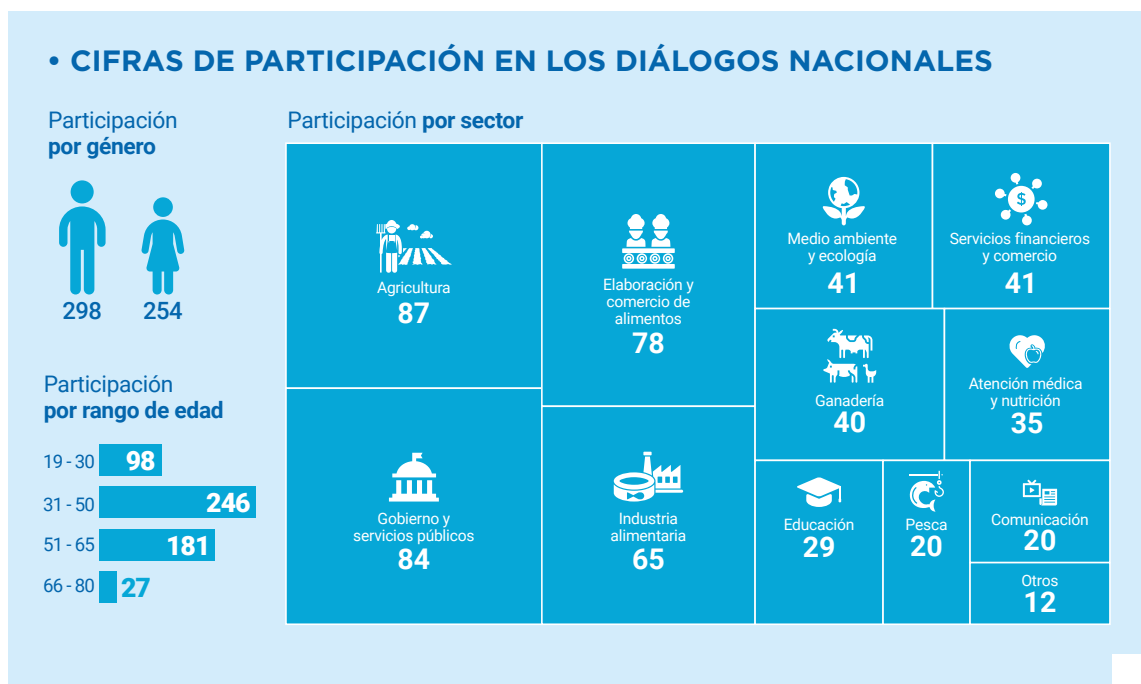 • CIFRAS DE PARTICIPACIÓN EN LOS DIÁLOGOS NACIONALES
Participación
por género
298
254
Participación
por rango de edad
19 - 30 98
31 - 50 246
51 - 65 181
66 - 80 27
Participación por sector
Agricultura
87
Elaboración y
comercio de
alimentos
78
Medio ambiente
y ecología
41
Servicios financieros
y comercio
41
Ganadería
40
Atención médica
y nutrición
35
Gobierno y
servicios públicos
84
Industria
alimentaria
65
Educación
29
Pesca
20
Comunicación
20
Otros
12
$